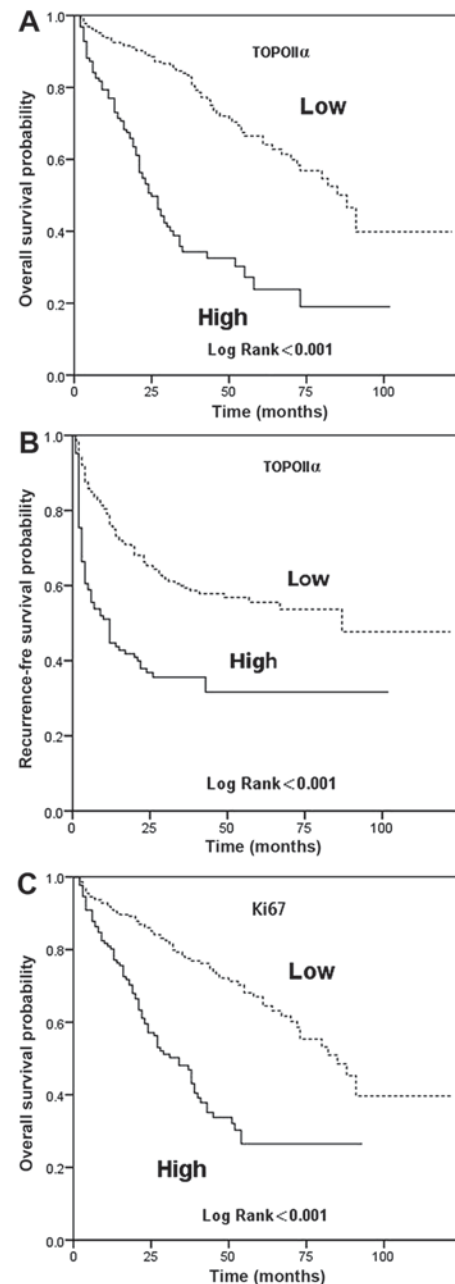 A
TOPOIIα
Low
High
Log Rank<0.001
Overall survival probability
1.0
0.8
0.6
0.4
0.2
0.0
0 25 50 75 100
Time (months)
B
TOPOIIα
Low
High
Log Rank<0.001
Recurrence-fre survival probability
1.0
0.8
0.6
0.4
0.2
0.0
0 25 50 75 100
Time (months)
C
Ki67
Low
High
Log Rank<0.001
Overall survival probability
1.0
0.8
0.6
0.4
0.2
0.0
0 25 50 75 100
Time (months)